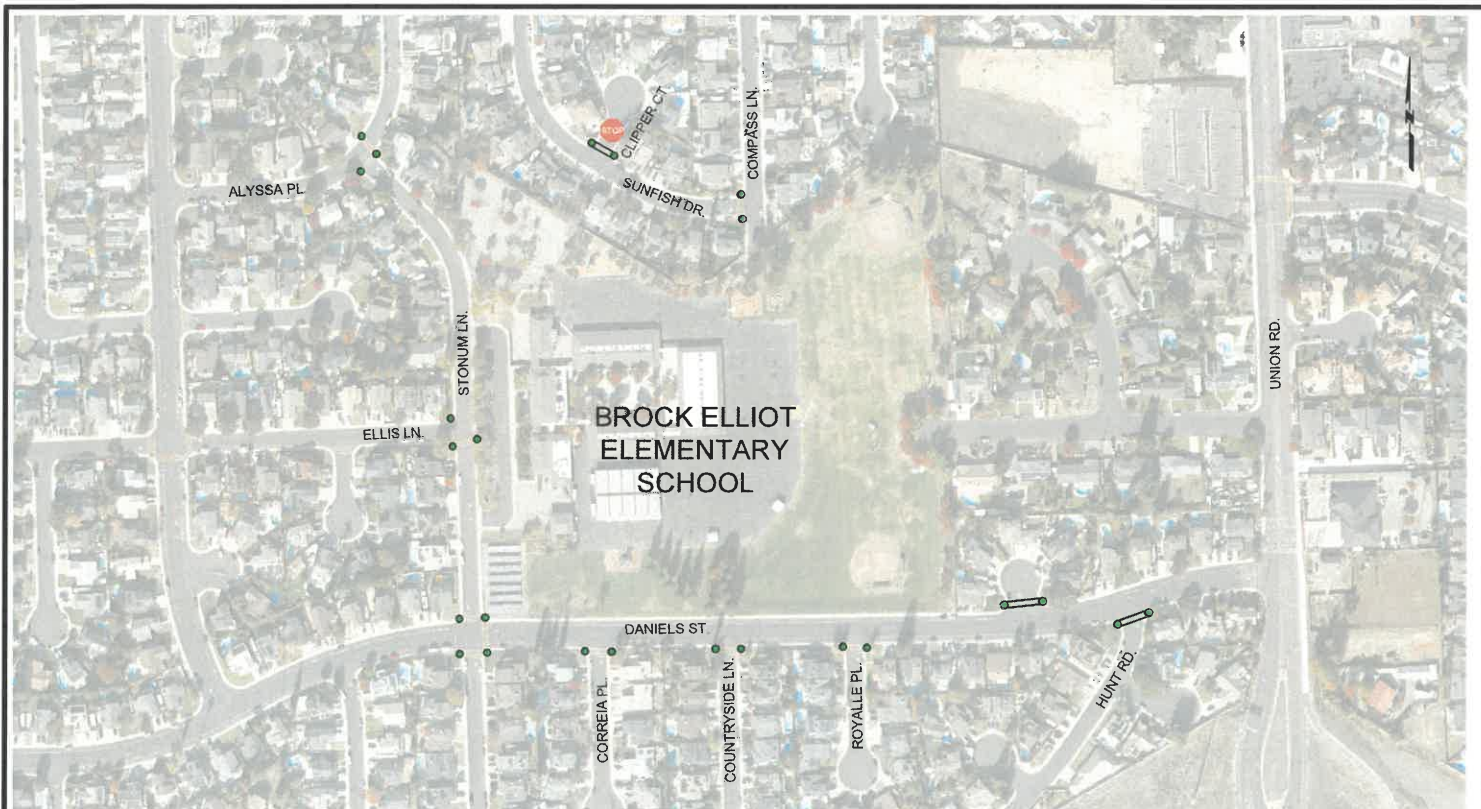 STOP
CLIPPER CT
COMPASS LN.
N
ALYSSA PL.
SUNFISH DR.
STONUM LN.
UNION RD.
BROCK ELLIOT
ELEMENTARY
SCHOOL
ELLIS LN.
DANIELS ST.
CORREIA PL.
COUNTRYSIDE LN.
ROYALLE PL.
HUNT RD.